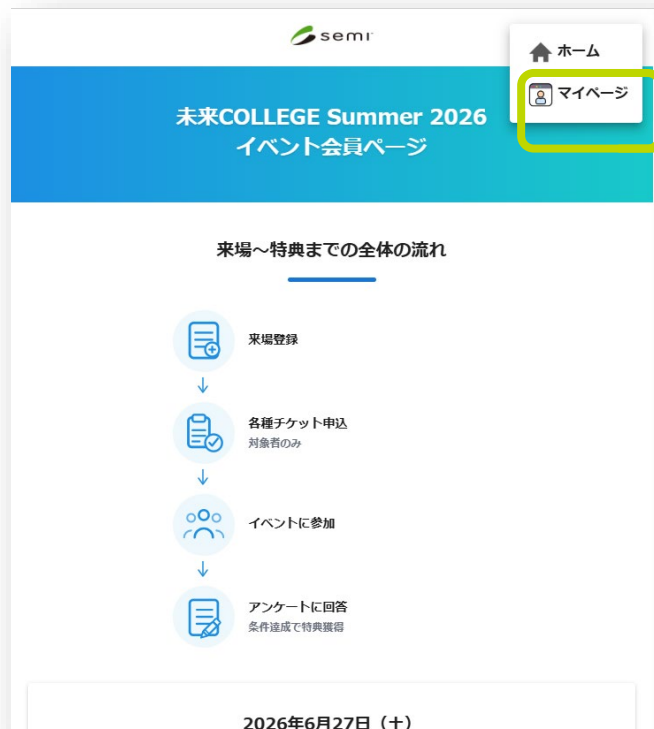 semi
ホーム
マイページ
未来COLLEGE Summer 2026
イベント会員ページ
来場～特典までの全体の流れ
来場登録
各種チケット申込
対象者のみ
イベントに参加
アンケートに回答
条件達成で特典獲得
2026年6月27日（土）